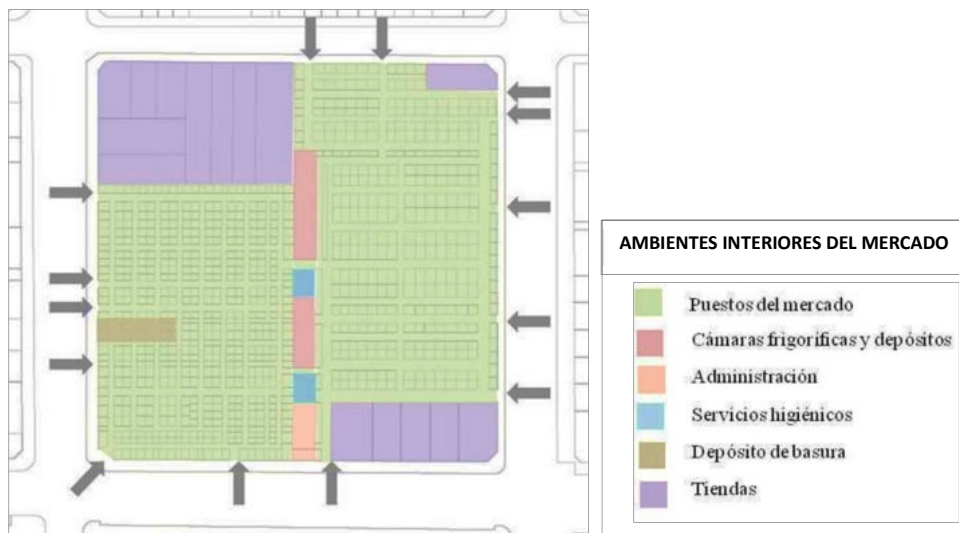 AMBIENTES INTERIORES DEL MERCADO
Puestos del mercado
Cámaras frigoríficas y depósitos
Administración
Servicios higiénicos
Depósito de basura
Tiendas